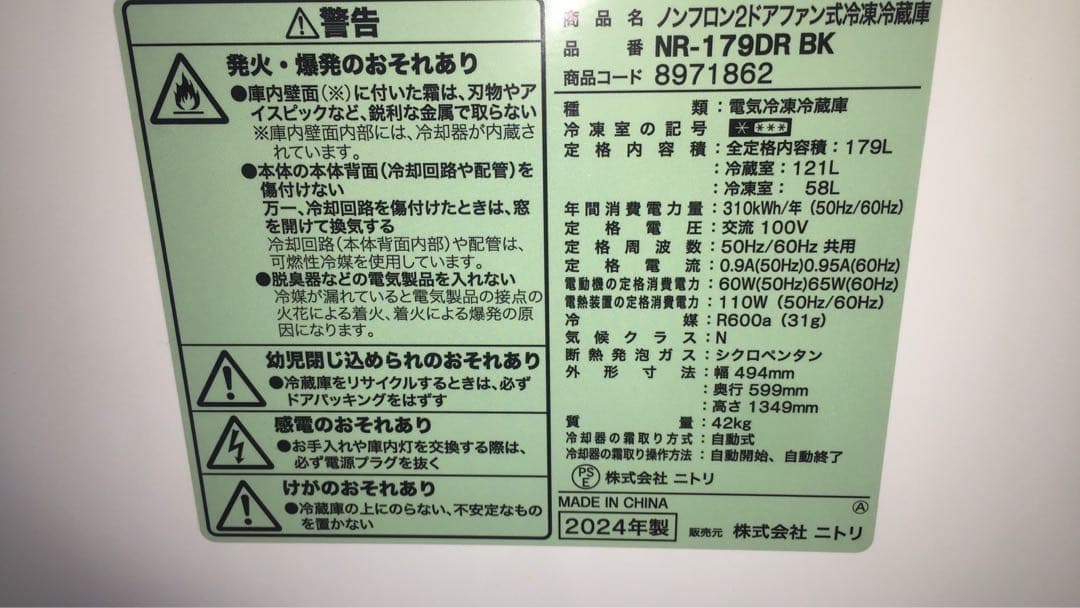 警告
発火・爆発のおそれあり
●庫内壁面(※)に付いた霜は、刃物やア
イスピックなど、鋭利な金属で取らない
※庫内壁面内部には、冷却器が内蔵さ
れています。
●本体の本体背面(冷却回路や配管)を
傷付けない
万一、冷却回路を傷付けたときは、窓
を開けて換気する
冷却回路(本体背面内部)や配管は、
可燃性冷媒を使用しています。
●脱臭器などの電気製品を入れない
冷媒が漏れていると電気製品の接点の
火花による着火、着火による爆発の原
因になります。
幼児閉じ込められのおそれあり
●冷蔵庫をリサイクルするときは、必ず
ドアパッキングをはずす
感電のおそれあり
●お手入れや庫内灯を交換する際は、
必ず電源プラグを抜く
けがのおそれあり
●冷蔵庫の上にのらない、不安定なもの
を置かない
商品名 ノンフロン2ドアファン式冷凍冷蔵庫
品番 NR-179DR BK
商品コード 8971862
種類:電気冷凍冷蔵庫
冷凍室の記号 * ***
定格内容積:全定格内容積:179L
:冷蔵室:121L
:冷凍室: 58L
年間消費電力量:310kWh/年(50Hz/60Hz)
定格電圧:交流 100V
定格周波数:50Hz/60Hz 共用
定格電流:0.9A(50Hz)0.95A(60Hz)
電動機の定格消費電力:60W(50Hz)65W(60Hz)
電熱装置の定格消費電力:110W (50Hz/60Hz)
冷媒:R600a (31g)
気候クラス:N
断熱発泡ガス:シクロペンタン
外形寸法:幅 494mm
:奥行 599mm
:高さ 1349mm
質量:42kg
冷却器の霜取り方式:自動式
冷却器の霜取り操作方法:自動開始、自動終了
PSE 株式会社 ニトリ
MADE IN CHINA Ⓐ
2024年製 販売元 株式会社 ニトリ